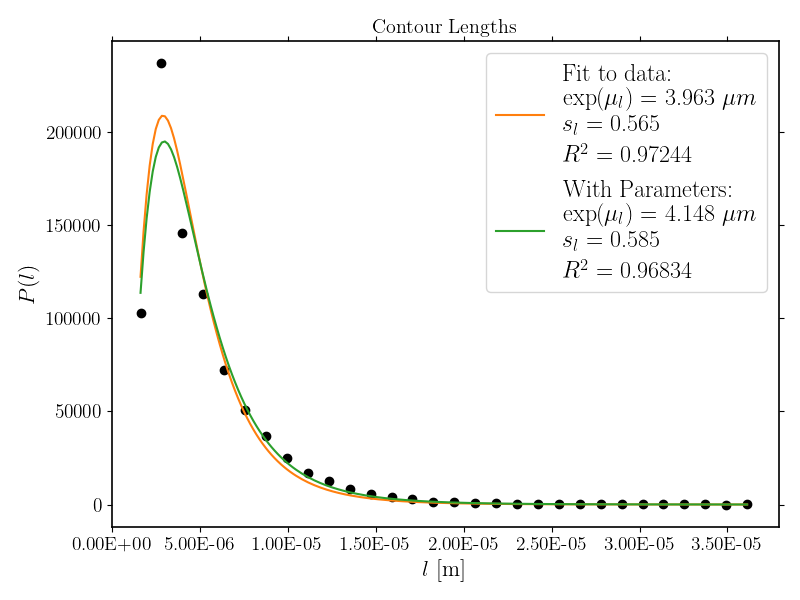 Contour Lengths
Fit to data:
exp(μ_l) = 3.963 μm
s_l = 0.565
R² = 0.97244
With Parameters:
exp(μ_l) = 4.148 μm
s_l = 0.585
R² = 0.96834
P(l)
200000
150000
100000
50000
0
0.00E+00 5.00E-06 1.00E-05 1.50E-05 2.00E-05 2.50E-05 3.00E-05 3.50E-05
l [m]